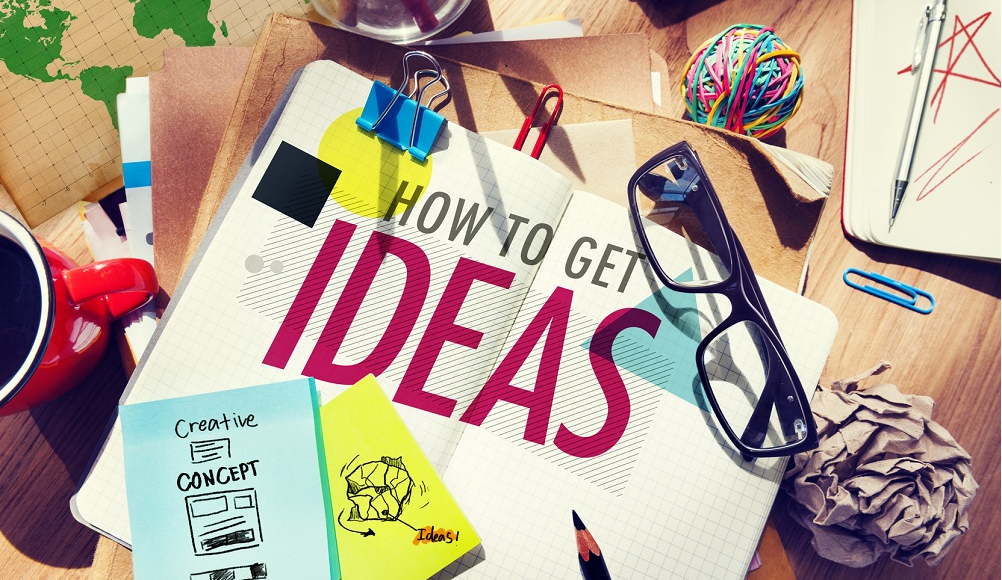 HOW TO GET
IDEAS
Creative
CONCEPT
Ideas!